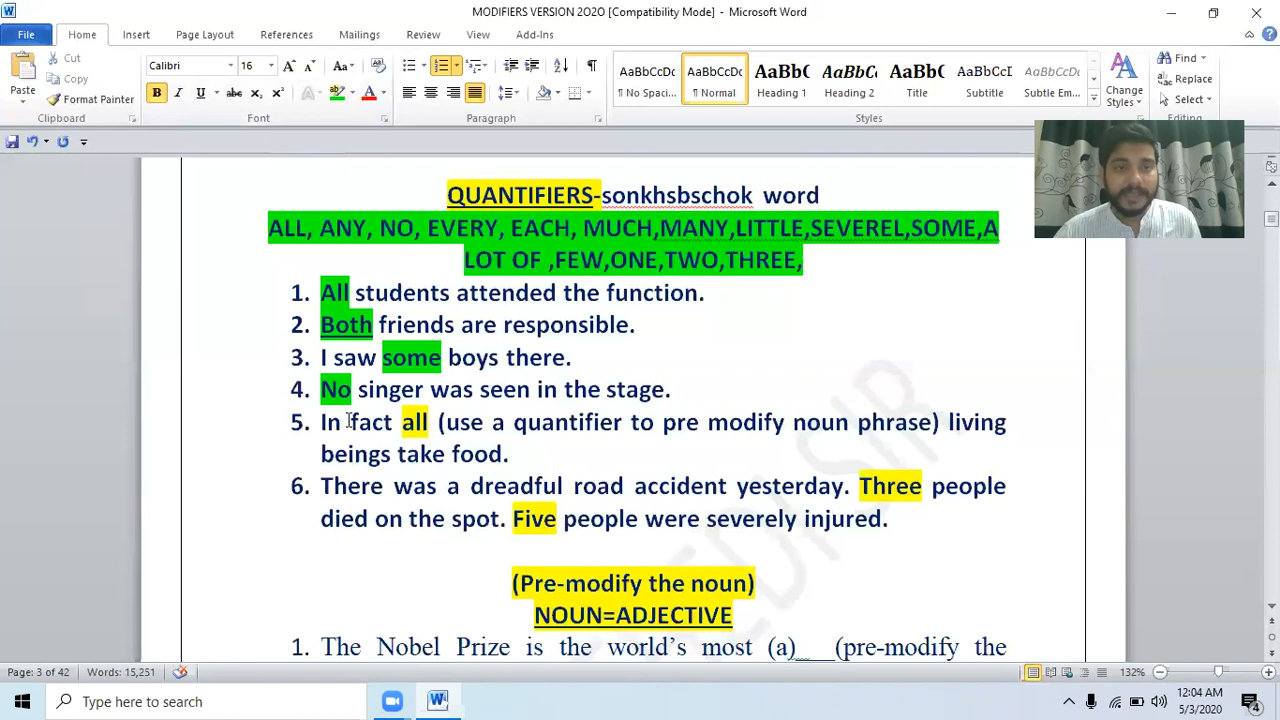 MODIFIERS VERSION 2O2O [Compatibility Mode] - Microsoft Word
File Home Insert Page Layout References Mailings Review View Add-Ins
Paste
Cut
Copy
Format Painter
Clipboard
Calibri 16
Font
Paragraph
AaBbCcDc AaBbCcDc AaBbC AaBbCc AaBbC AaBbCcDd AaBbCcDd
¶ No Spaci... ¶ Normal Heading 1 Heading 2 Title Subtitle Subtle Em...
Styles
Change
Styles
Find
Replace
Select
Editing
QUANTIFIERS-sonkhsbschok word
ALL, ANY, NO, EVERY, EACH, MUCH,MANY,LITTLE,SEVEREL,SOME,A
LOT OF ,FEW,ONE,TWO,THREE,
1. All students attended the function.
2. Both friends are responsible.
3. I saw some boys there.
4. No singer was seen in the stage.
5. In fact all (use a quantifier to pre modify noun phrase) living
beings take food.
6. There was a dreadful road accident yesterday. Three people
died on the spot. Five people were severely injured.
(Pre-modify the noun)
NOUN=ADJECTIVE
1. The Nobel Prize is the world's most (a)___ (pre-modify the
Page: 3 of 42 Words: 15,251 132%
Type here to search
12:04 AM
5/3/2020
4